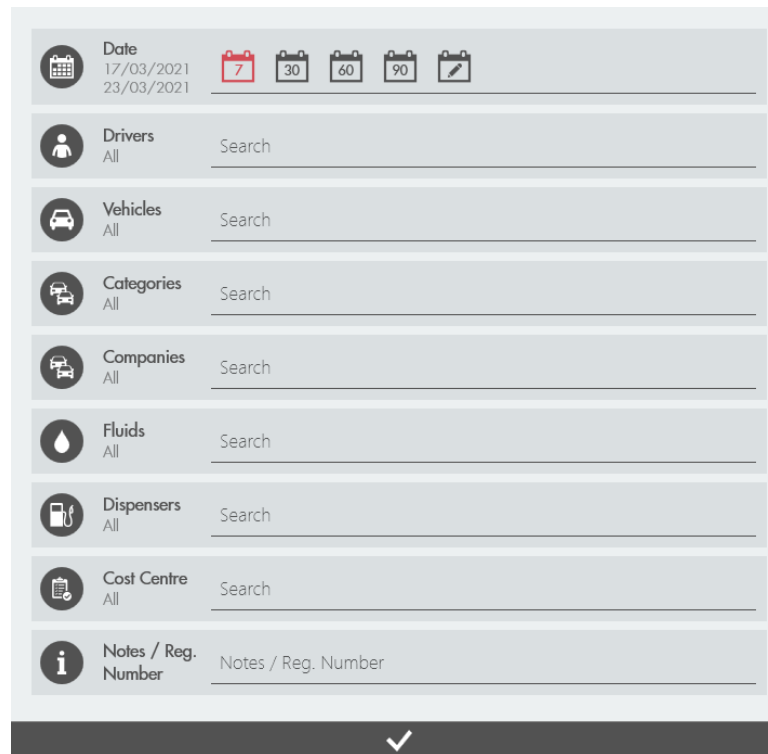 Date
17/03/2021
23/03/2021
7 30 60 90
Drivers
All
Search
Vehicles
All
Search
Categories
All
Search
Companies
All
Search
Fluids
All
Search
Dispensers
All
Search
Cost Centre
All
Search
Notes / Reg.
Number
Notes / Reg. Number